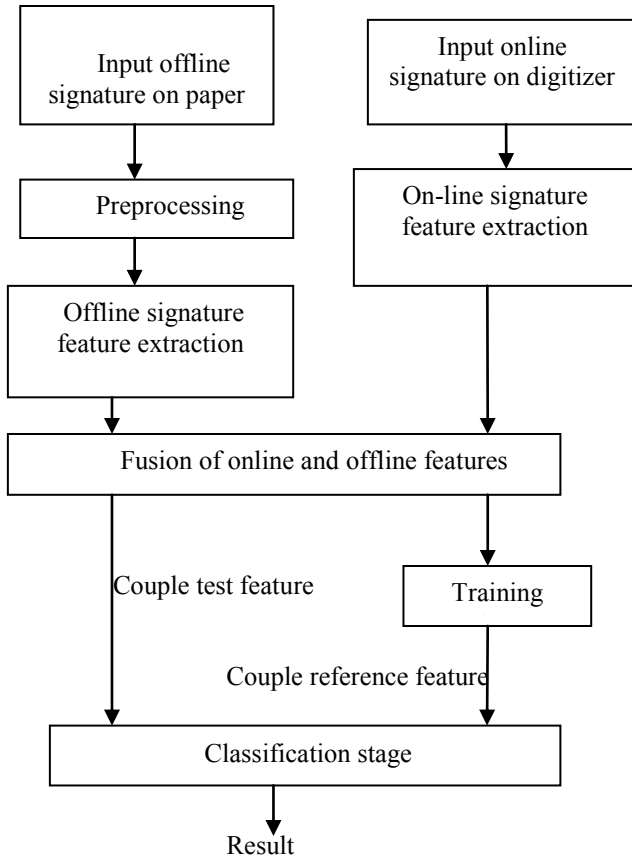 Input offline
signature on paper
Input online
signature on digitizer
Preprocessing
On-line signature
feature extraction
Offline signature
feature extraction
Fusion of online and offline features
Couple test feature
Training
Couple reference feature
Classification stage
Result